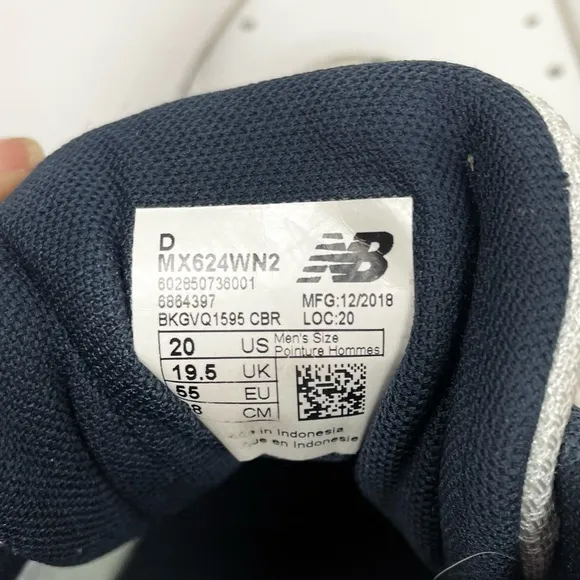 D
MX624WN2
NB
602850736001
6864397 MFG:12/2018
BKGVQ1595 CBR LOC:20
20 US Men's Size
Pointure Hommes
19.5 UK
55 EU
CM
in Indonesia
en Indonesie